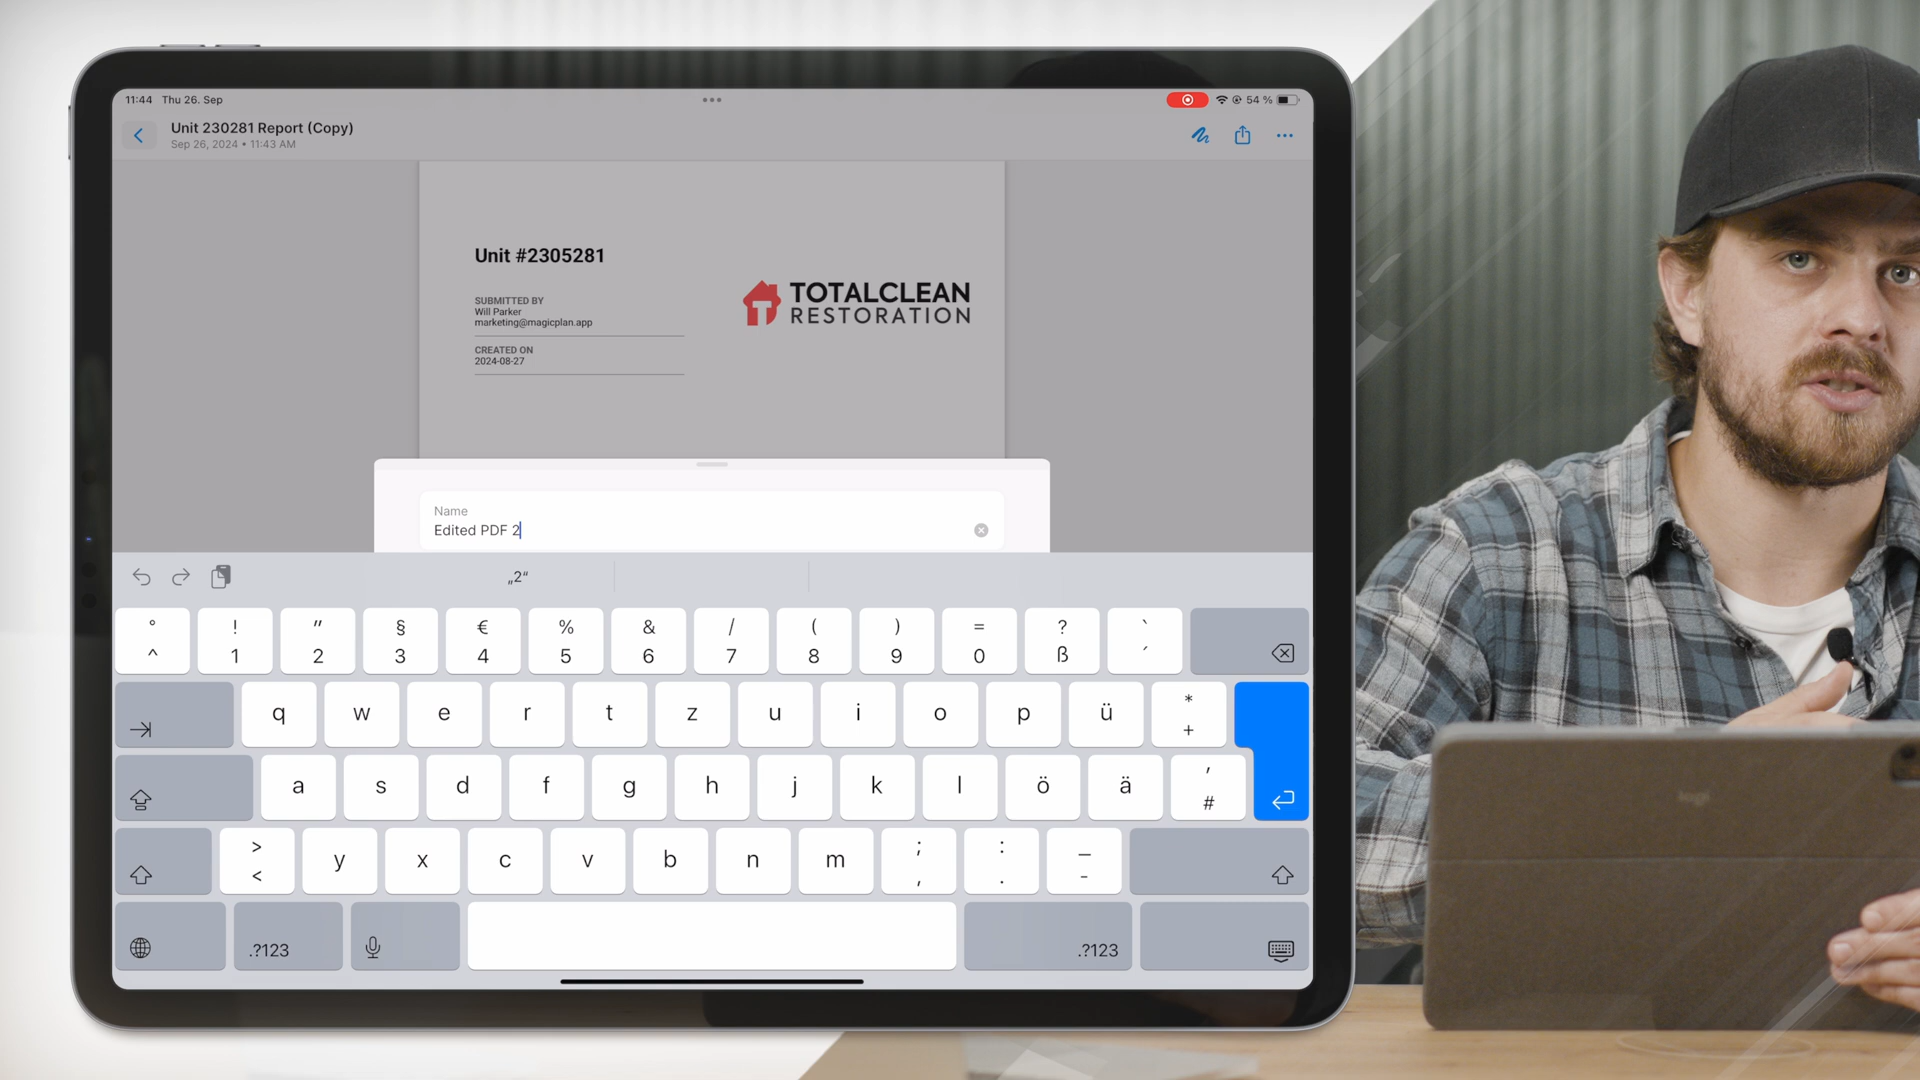 11:44 Thu 26. Sep
54 %
Unit 230281 Report (Copy)
Sep 26, 2024 • 11:43 AM
Unit #2305281
SUBMITTED BY
Will Parker
marketing@magicplan.app
CREATED ON
2024-08-27
TOTALCLEAN
RESTORATION
Name
Edited PDF 2
„2“
° ! " § € % & / ( ) = ? `
^ 1 2 3 4 5 6 7 8 9 0 ß ´
q w e r t z u i o p ü * +
a s d f g h j k l ö ä ' #
> < y x c v b n m ; , : . _ -
.?123 .?123